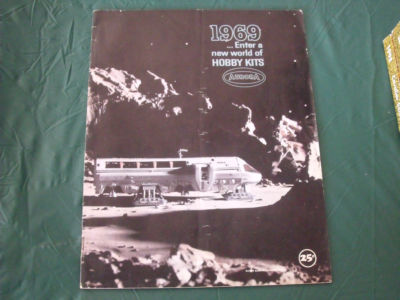 1969
... Enter a
new world of
HOBBY KITS
AURORA
25¢